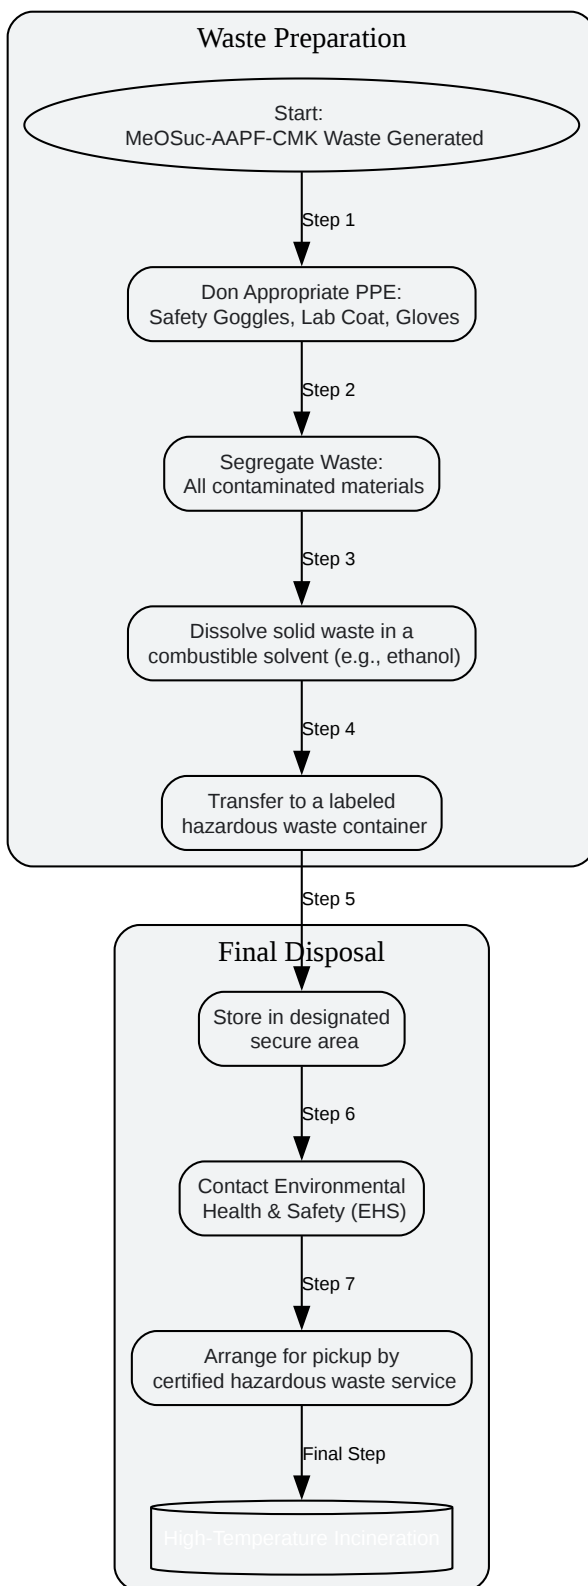 Waste Preparation
Start:
MeOSuc-AAPF-CMK Waste Generated
Step 1
Don Appropriate PPE:
Safety Goggles, Lab Coat, Gloves
Step 2
Segregate Waste:
All contaminated materials
Step 3
Dissolve solid waste in a
combustible solvent (e.g., ethanol)
Step 4
Transfer to a labeled
hazardous waste container
Step 5
Final Disposal
Store in designated
secure area
Step 6
Contact Environmental
Health & Safety (EHS)
Step 7
Arrange for pickup by
certified hazardous waste service
Final Step
High-Temperature Incineration